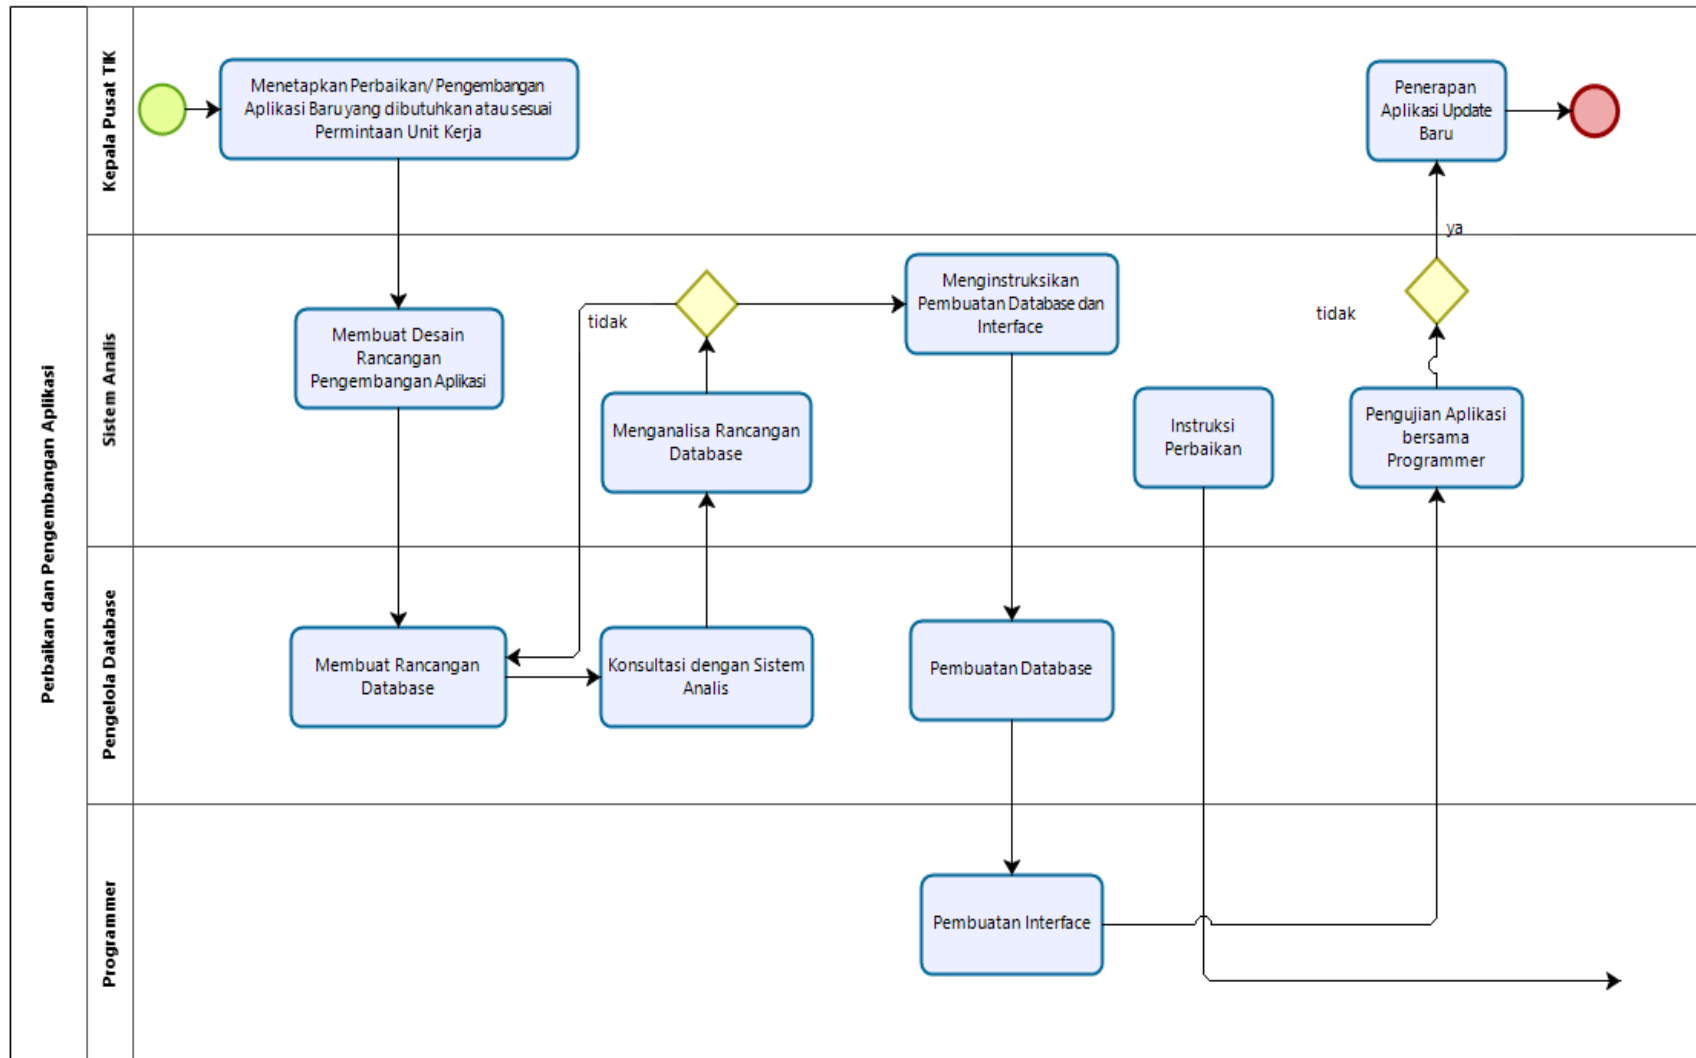 Perbaikan dan Pengembangan Aplikasi
Kepala Pusat TIK
Menetapkan Perbaikan/ Pengembangan
Aplikasi Baru yang dibutuhkan atau sesuai
Permintaan Unit Kerja
Penerapan
Aplikasi Update
Baru
ya
Sistem Analis
Membuat Desain
Rancangan
Pengembangan Aplikasi
tidak
Menganalisa Rancangan
Database
Menginstruksikan
Pembuatan Database dan
Interface
Instruksi
Perbaikan
tidak
Pengujian Aplikasi
bersama
Programmer
Pengelola Database
Membuat Rancangan
Database
Konsultasi dengan Sistem
Analis
Pembuatan Database
Programmer
Pembuatan Interface